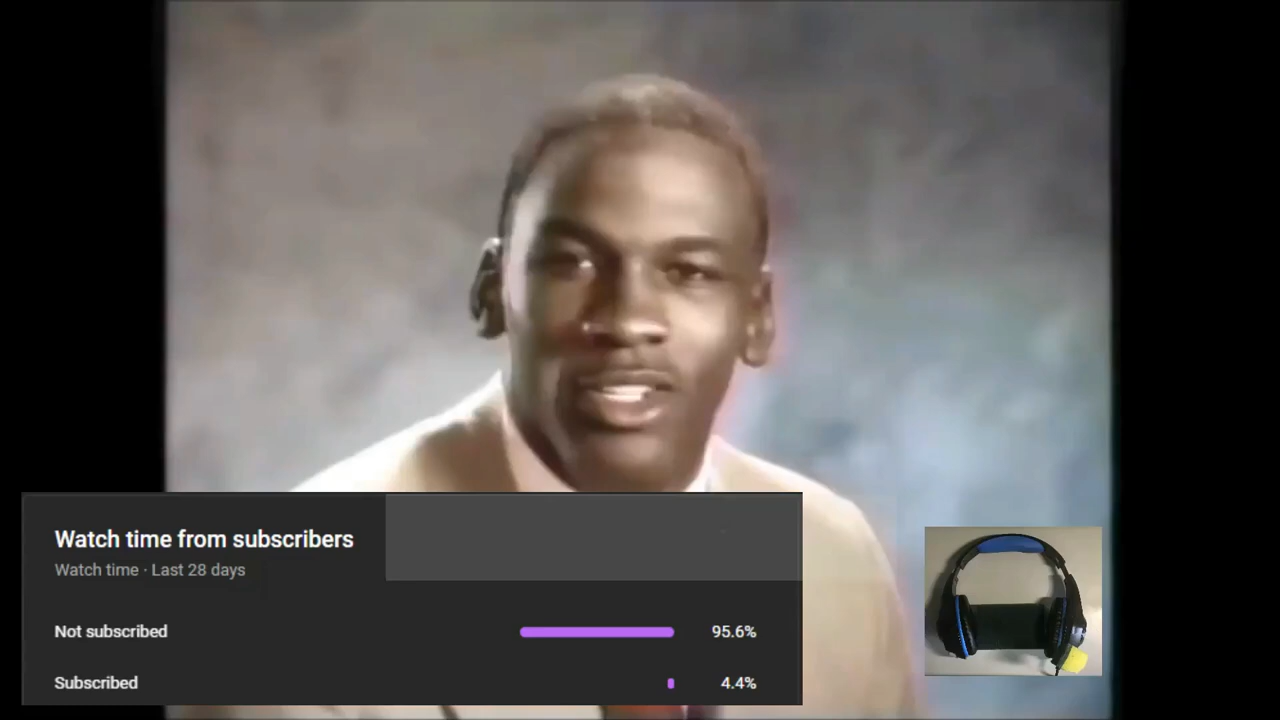 Watch time from subscribers
Watch time · Last 28 days
Not subscribed 95.6%
Subscribed 4.4%